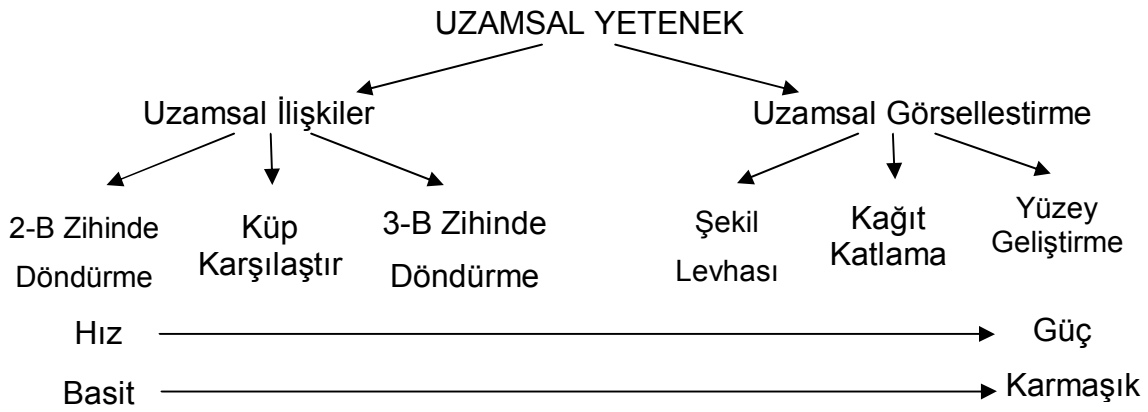 UZAMSAL YETENEK
Uzamsal İlişkiler
Uzamsal Görsellestirme
2-B Zihinde
Döndürme
Küp
Karşılaştır
3-B Zihinde
Döndürme
Şekil
Levhası
Kağıt
Katlama
Yüzey
Geliştirme
Hız
Güç
Basit
Karmaşık